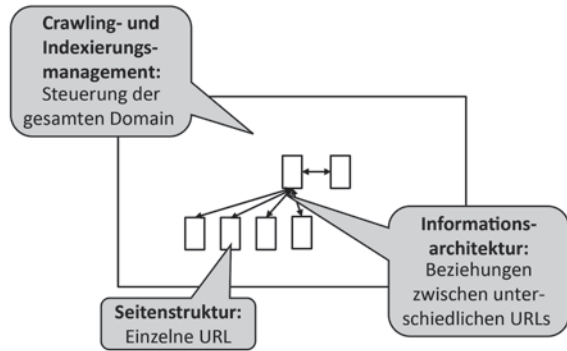 Crawling- und
Indexierungs-
management:
Steuerung der
gesamten Domain
Informations-
architektur:
Beziehungen
zwischen unter-
schiedlichen URLs
Seitenstruktur:
Einzelne URL